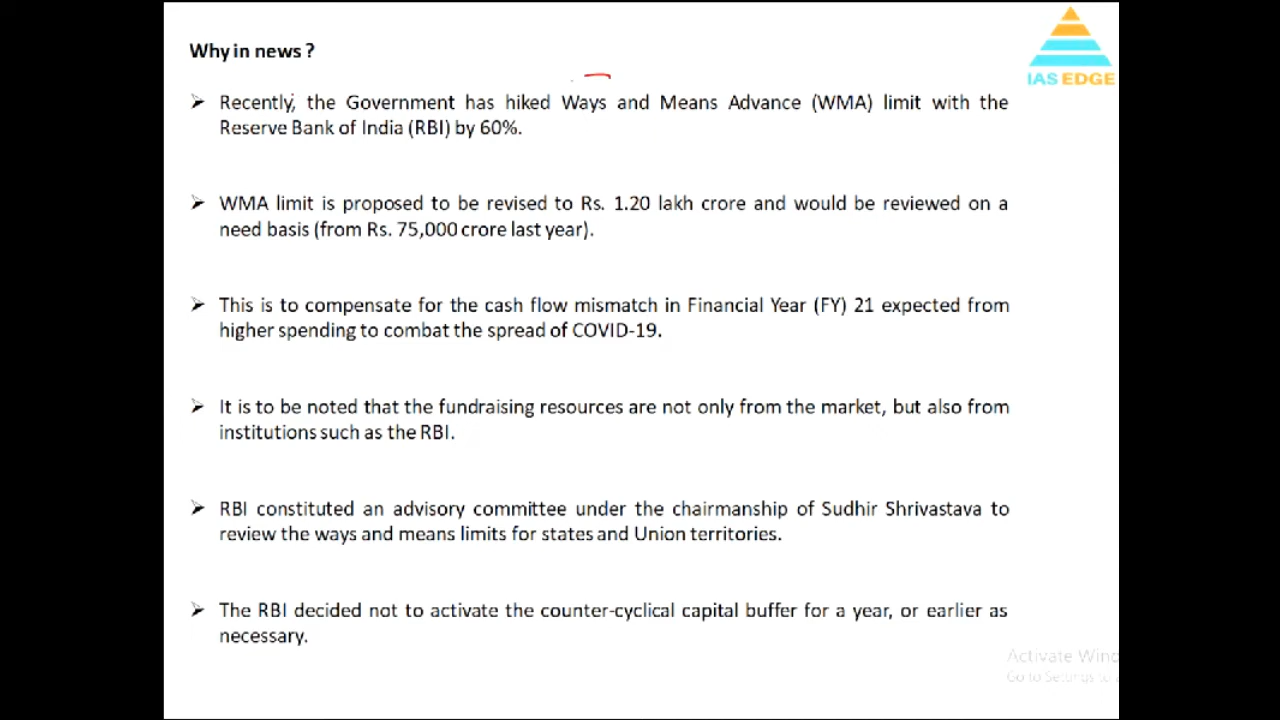 IAS EDGE
Why in news ?
➢ Recently, the Government has hiked Ways and Means Advance (WMA) limit with the
Reserve Bank of India (RBI) by 60%.
➢ WMA limit is proposed to be revised to Rs. 1.20 lakh crore and would be reviewed on a
need basis (from Rs. 75,000 crore last year).
➢ This is to compensate for the cash flow mismatch in Financial Year (FY) 21 expected from
higher spending to combat the spread of COVID-19.
➢ It is to be noted that the fundraising resources are not only from the market, but also from
institutions such as the RBI.
➢ RBI constituted an advisory committee under the chairmanship of Sudhir Shrivastava to
review the ways and means limits for states and Union territories.
➢ The RBI decided not to activate the counter-cyclical capital buffer for a year, or earlier as
necessary.
Activate Wind
Go to Settings to